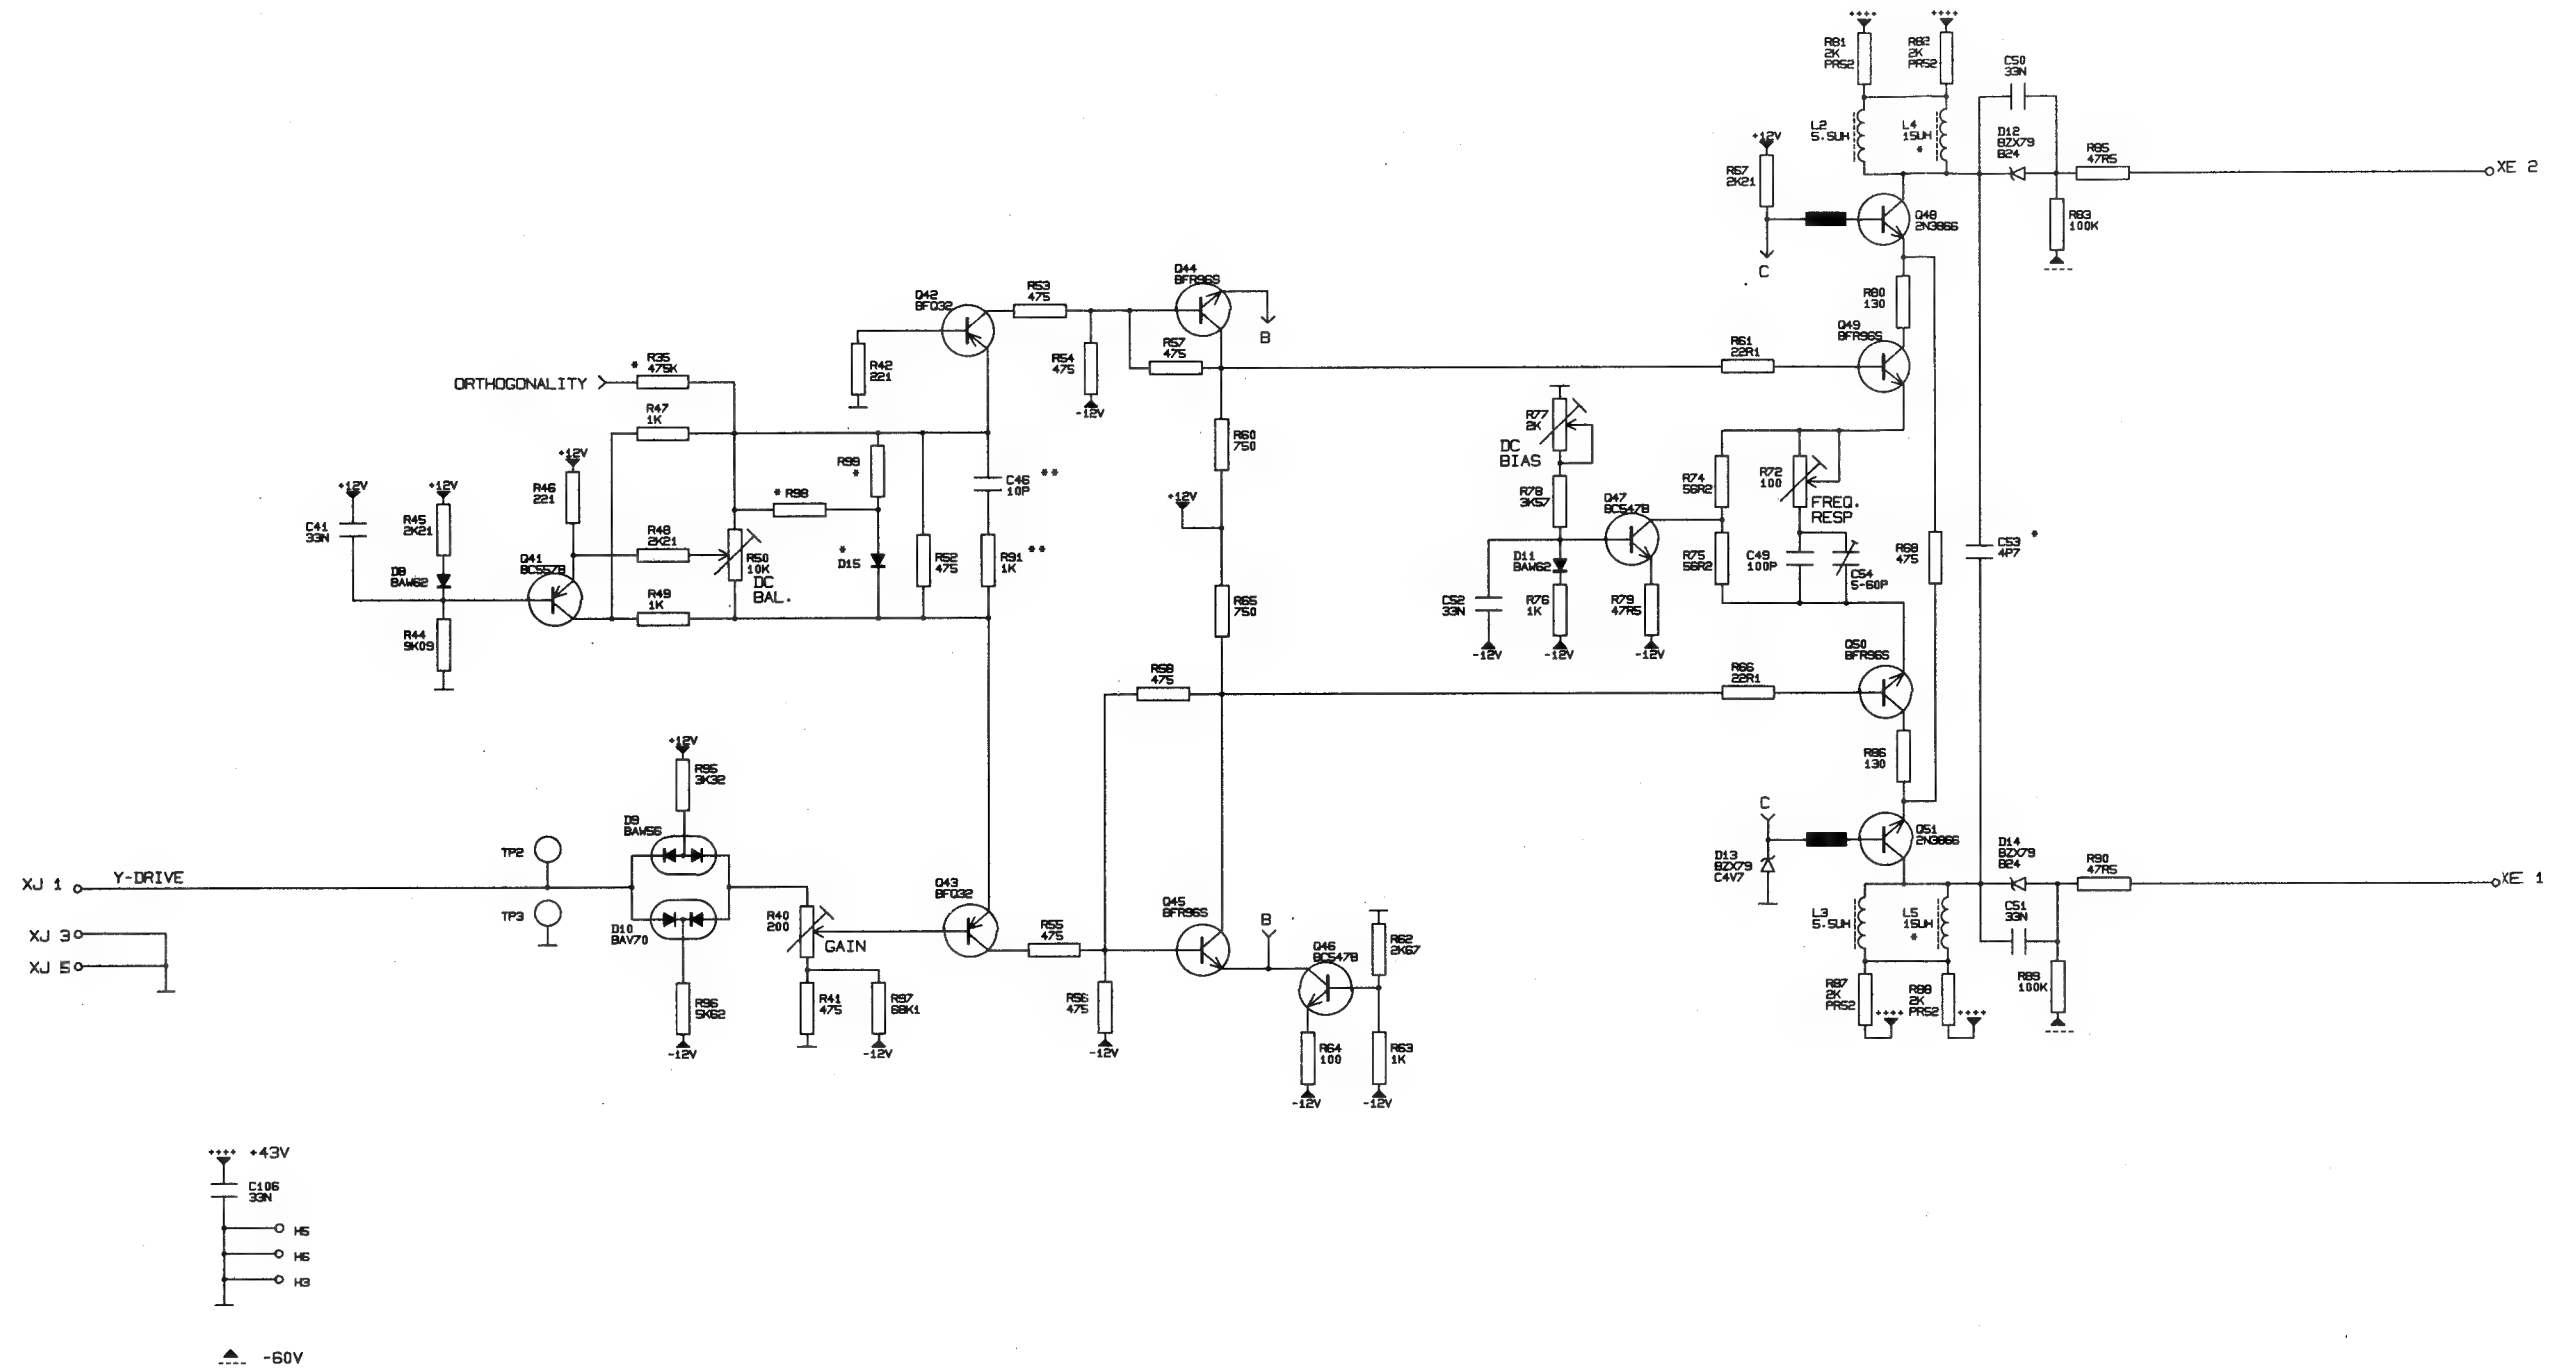 ++++
++++
R81
2K
PR52
R82
2K
PR52
C50
33N
L2
5.5UH
L4
15UH
*
D12
BZX79
B24
R85
47R5
XE 2
+12V
R67
2K21
C
Q48
2N3866
R83
100K
----
Q44
BFR96S
B
Q42
BFQ32
R53
475
R80
130
Q49
BFR96S
R57
475
R54
475
-12V
R61
22R1
R42
221
ORTHOGONALITY
*
R35
475K
R47
1K
R77
2K
DC
BIAS
R60
750
+12V
R46
221
R99
*
* R98
C46 **
10P
+12V
R74
56R2
R72
100
FREQ.
RESP
R78
3K57
Q47
BC547B
+12V
+12V
C41
33N
R45
2K21
R48
2K21
R50
10K
DC
BAL.
*
D15
R52
475
R91 **
1K
Q41
BC557B
D8
BAW62
R49
1K
R44
9K09
R65
750
D11
BAW62
R75
56R2
C49
100P
C54
5-60P
R68
475
C53 *
4P7
C52
33N
R76
1K
R79
47R5
-12V
-12V
-12V
Q50
BFR96S
R58
475
R66
22R1
+12V
R95
3K32
R86
130
D9
BAW56
TP2
C
Q51
2N3866
D13
BZX79
C4V7
D14
BZX79
B24
R90
47R5
XE 1
XJ 1
Y-DRIVE
TP3
D10
BAV70
R40
200
GAIN
Q43
BFQ32
R55
475
Q45
BFR96S
B
Q46
BC547B
R62
2K67
L3
5.5UH
L5
15UH
*
C51
33N
XJ 3
XJ 5
R96
5K62
-12V
R41
475
R97
68K1
-12V
R56
475
-12V
R64
100
-12V
R63
1K
-12V
R87
2K
PR52
++++
R88
2K
PR52
++++
R89
100K
----
++++ +43V
C106
33N
H5
H6
H3
---- -60V